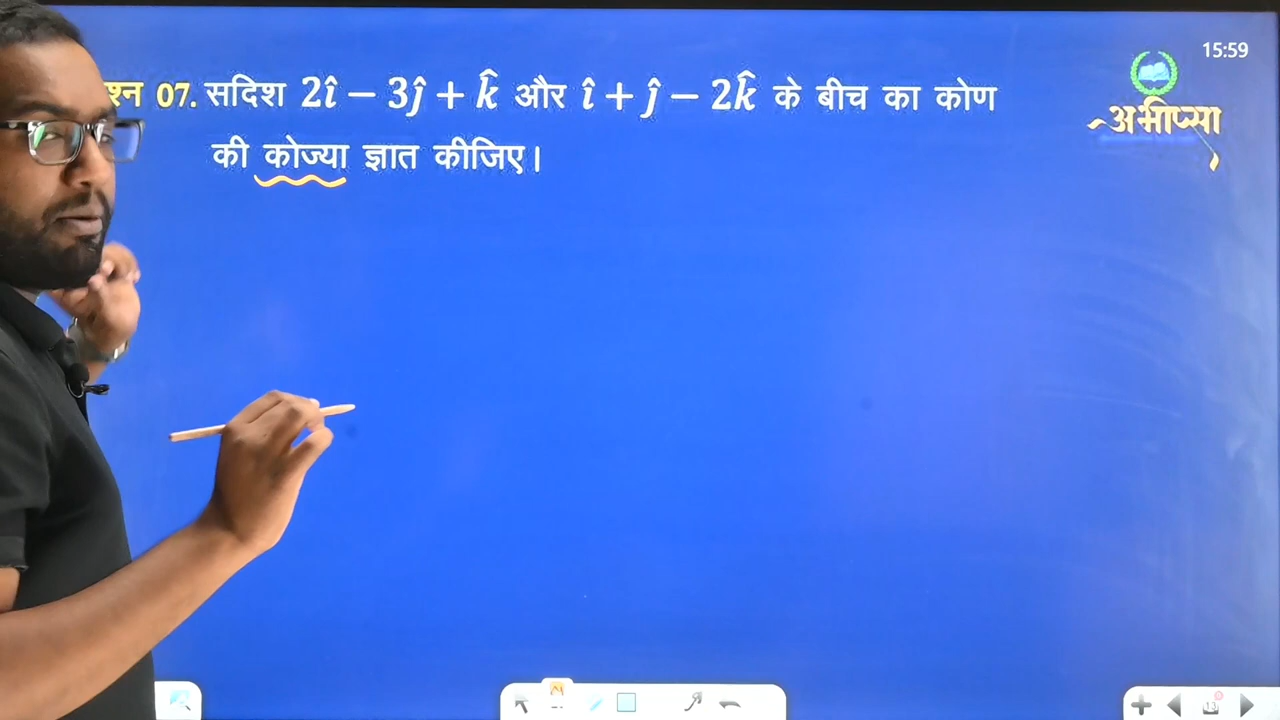 15:59
श्न 07. सदिश 2î − 3ĵ + k̂ और î + ĵ − 2k̂ के बीच का कोण
की कोज्या ज्ञात कीजिए।
अभीप्सा